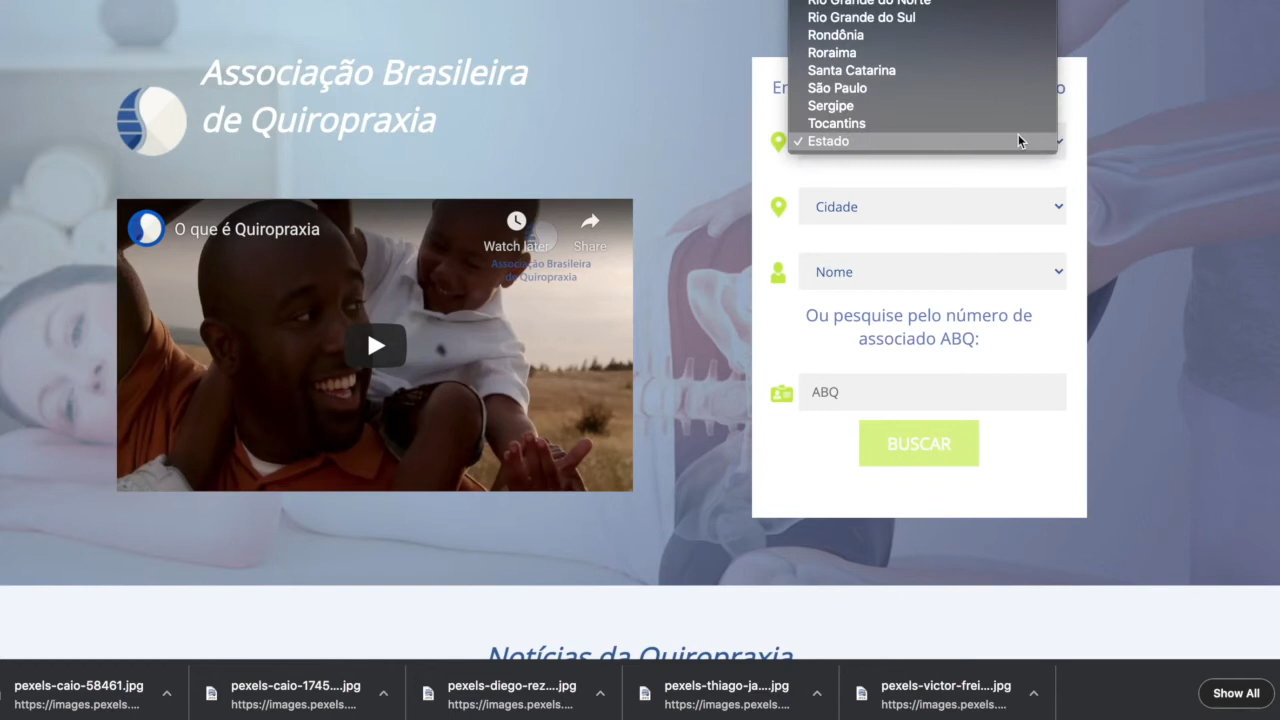 Rio Grande do Norte
Rio Grande do Sul
Rondônia
Roraima
Santa Catarina
São Paulo
Sergipe
Tocantins
✓ Estado
Associação Brasileira
de Quiropraxia
O que é Quiropraxia
Watch later
Share
Associação Brasileira
de Quiropraxia
Cidade
Nome
Ou pesquise pelo número de
associado ABQ:
ABQ
BUSCAR
Notícias da Quiropraxia
pexels-caio-58461.jpg
https://images.pexels....
pexels-caio-1745....jpg
https://images.pexels....
pexels-diego-rez....jpg
https://images.pexels....
pexels-thiago-ja....jpg
https://images.pexels....
pexels-victor-frei....jpg
https://images.pexels....
Show All